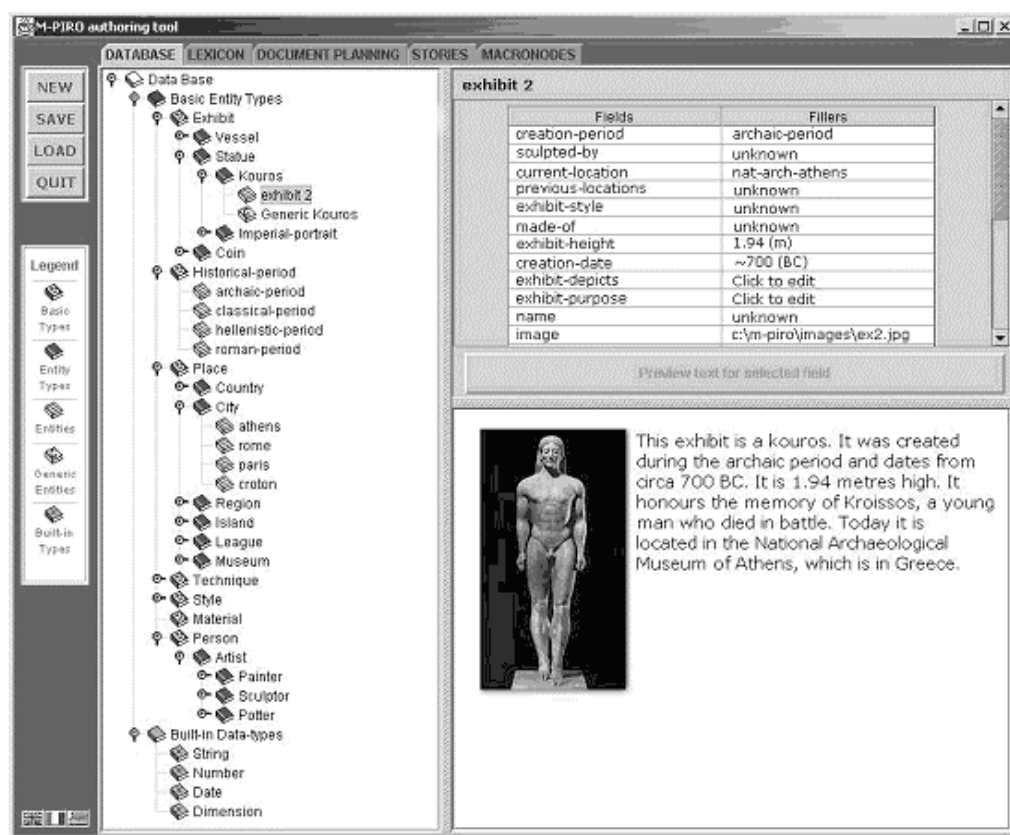 M-PIRO authoring tool
DATABASE LEXICON DOCUMENT PLANNING STORIES MACRONODES
NEW
SAVE
LOAD
QUIT
Legend
Basic
Types
Entity
Types
Entities
Generic
Entities
Built-in
Types
Data Base
Basic Entity Types
Exhibit
Vessel
Statue
Kouros
exhibit 2
Generic Kouros
Imperial-portrait
Coin
Historical-period
archaic-period
classical-period
hellenistic-period
roman-period
Place
Country
City
athens
rome
paris
croton
Region
Island
League
Museum
Technique
Style
Material
Person
Artist
Painter
Sculptor
Potter
Built-in Data-types
String
Number
Date
Dimension
exhibit 2
Fields Fillers
creation-period archaic-period
sculpted-by unknown
current-location nat-arch-athens
previous-locations unknown
exhibit-style unknown
made-of unknown
exhibit-height 1.94 (m)
creation-date ~700 (BC)
exhibit-depicts Click to edit
exhibit-purpose Click to edit
name unknown
image c:\m-piro\images\ex2.jpg
Preview text for selected field
This exhibit is a kouros. It was created
during the archaic period and dates from
circa 700 BC. It is 1.94 metres high. It
honours the memory of Kroissos, a young
man who died in battle. Today it is
located in the National Archaeological
Museum of Athens, which is in Greece.